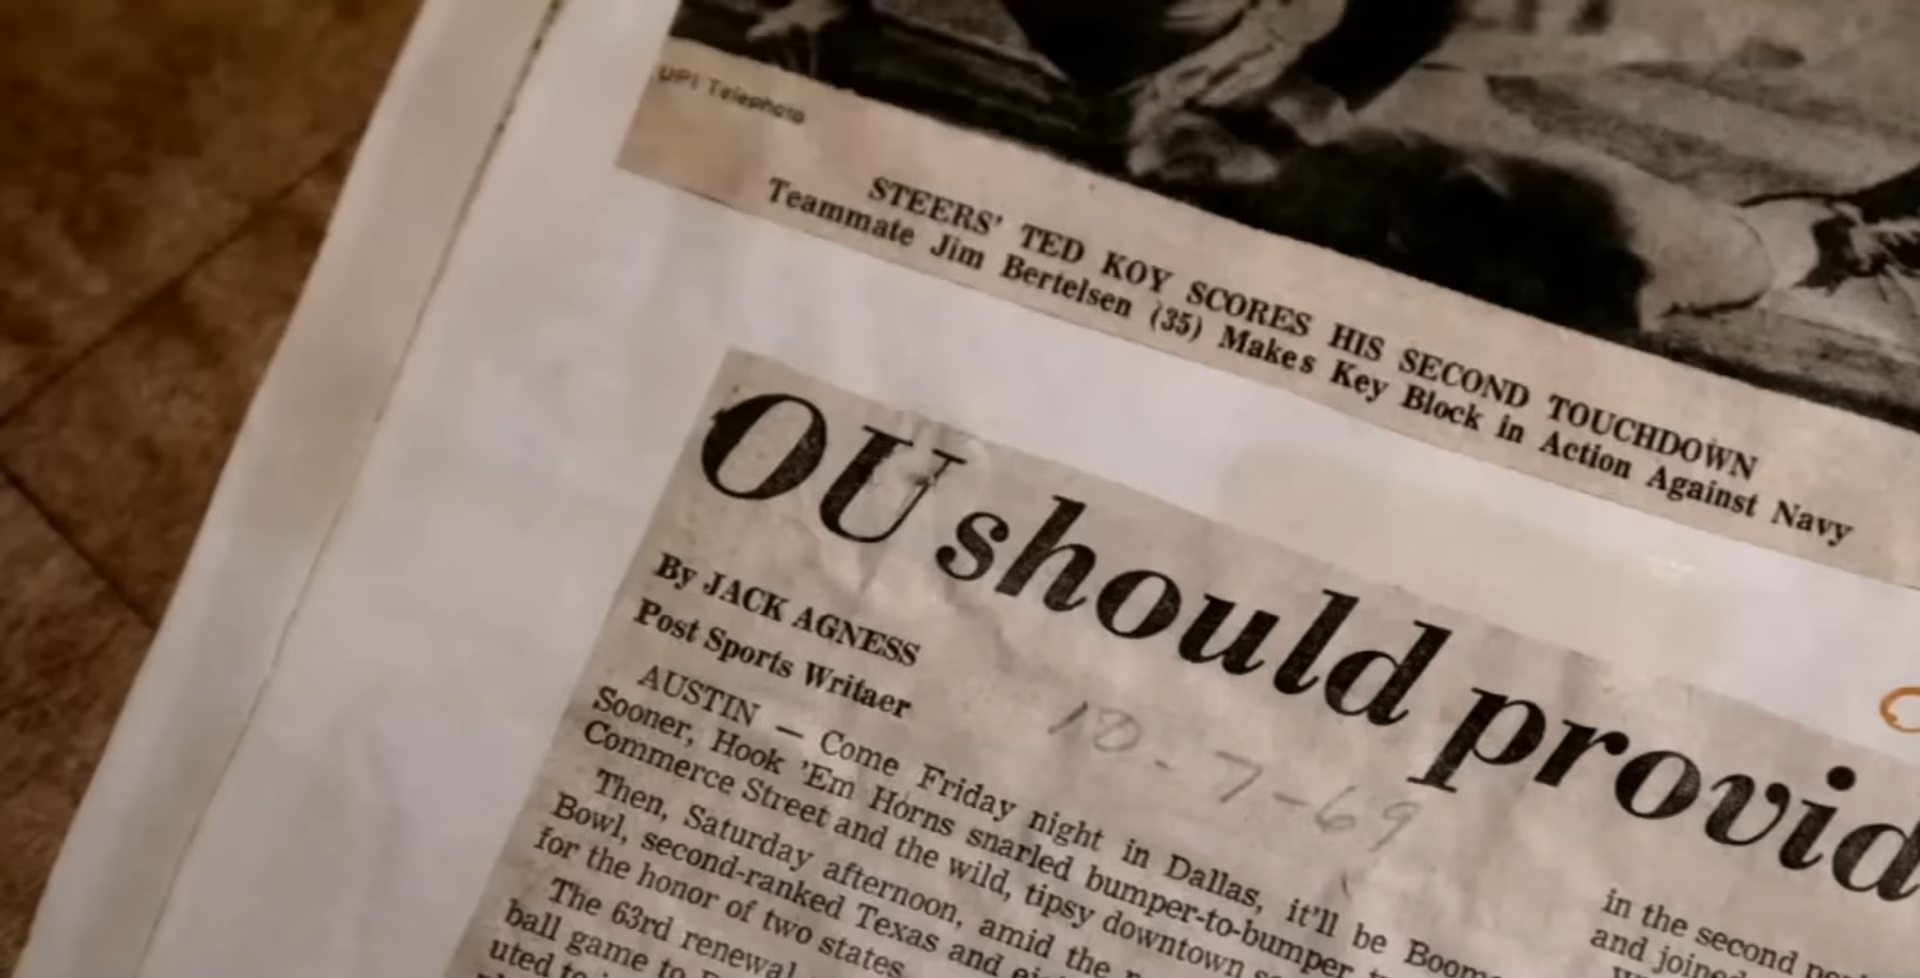 UPI Telephoto
STEERS' TED KOY SCORES HIS SECOND TOUCHDOWN
Teammate Jim Bertelsen (35) Makes Key Block in Action Against Navy
OU should provid
By JACK AGNESS
Post Sports Writaer
10-7-69
AUSTIN — Come Friday night in Dallas, it'll be Boom
Sooner, Hook 'Em Horns snarled bumper-to-bumper
Commerce Street and the wild, tipsy downtown
Then, Saturday afternoon, amid the
Bowl, second-ranked Texas and
for the honor of two states.
The 63rd renewal
ball game to
uted to
in the second
and joine